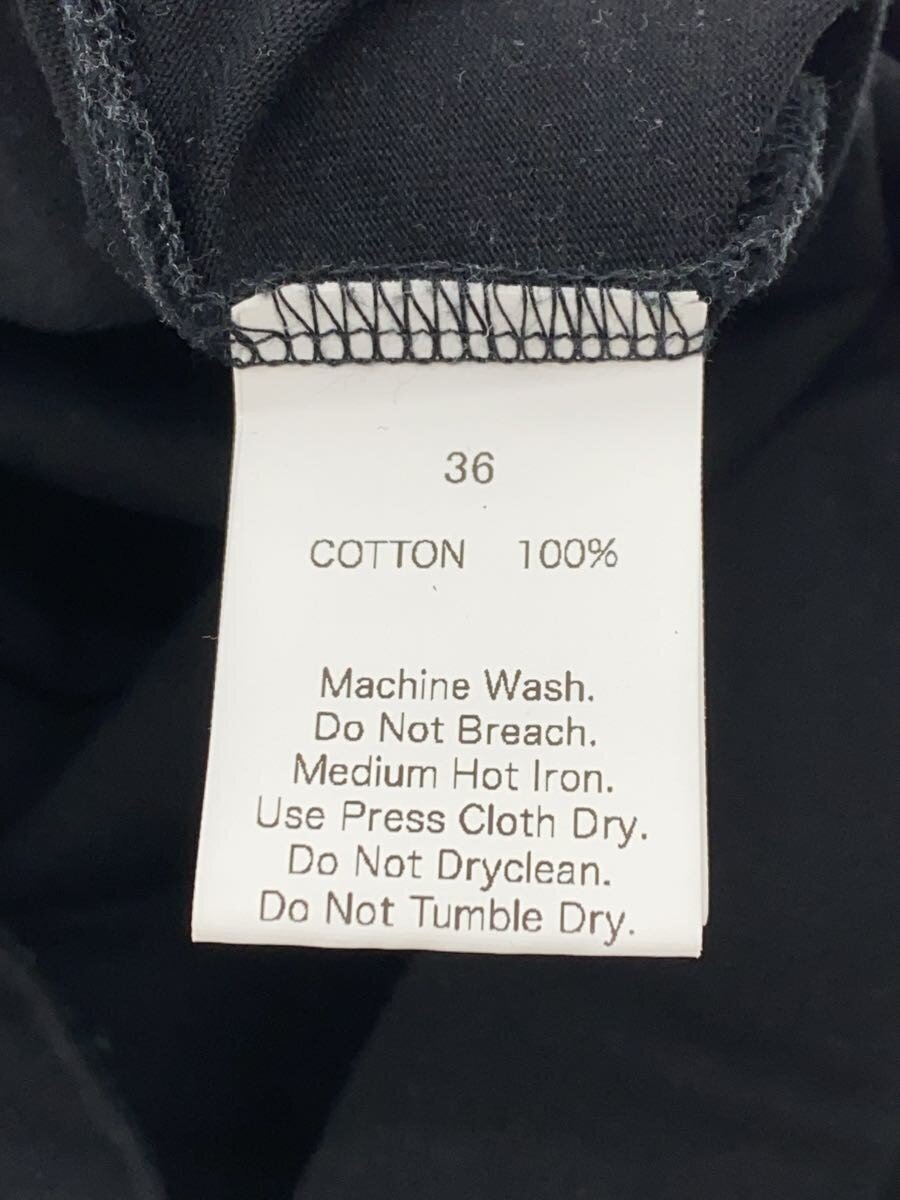 36
COTTON 100%
Machine Wash.
Do Not Breach.
Medium Hot Iron.
Use Press Cloth Dry.
Do Not Dryclean.
Do Not Tumble Dry.